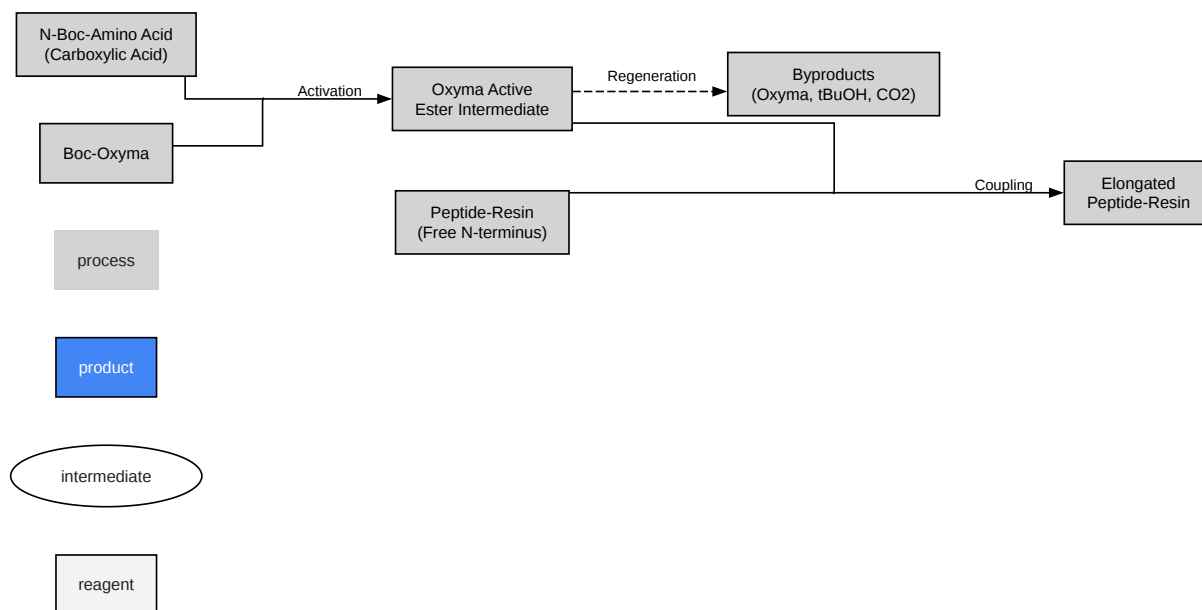 N-Boc-Amino Acid
(Carboxylic Acid)
Boc-Oxyma
Activation
Oxyma Active
Ester Intermediate
Regeneration
Byproducts
(Oxyma, tBuOH, CO2)
Peptide-Resin
(Free N-terminus)
Coupling
Elongated
Peptide-Resin
process
product
intermediate
reagent